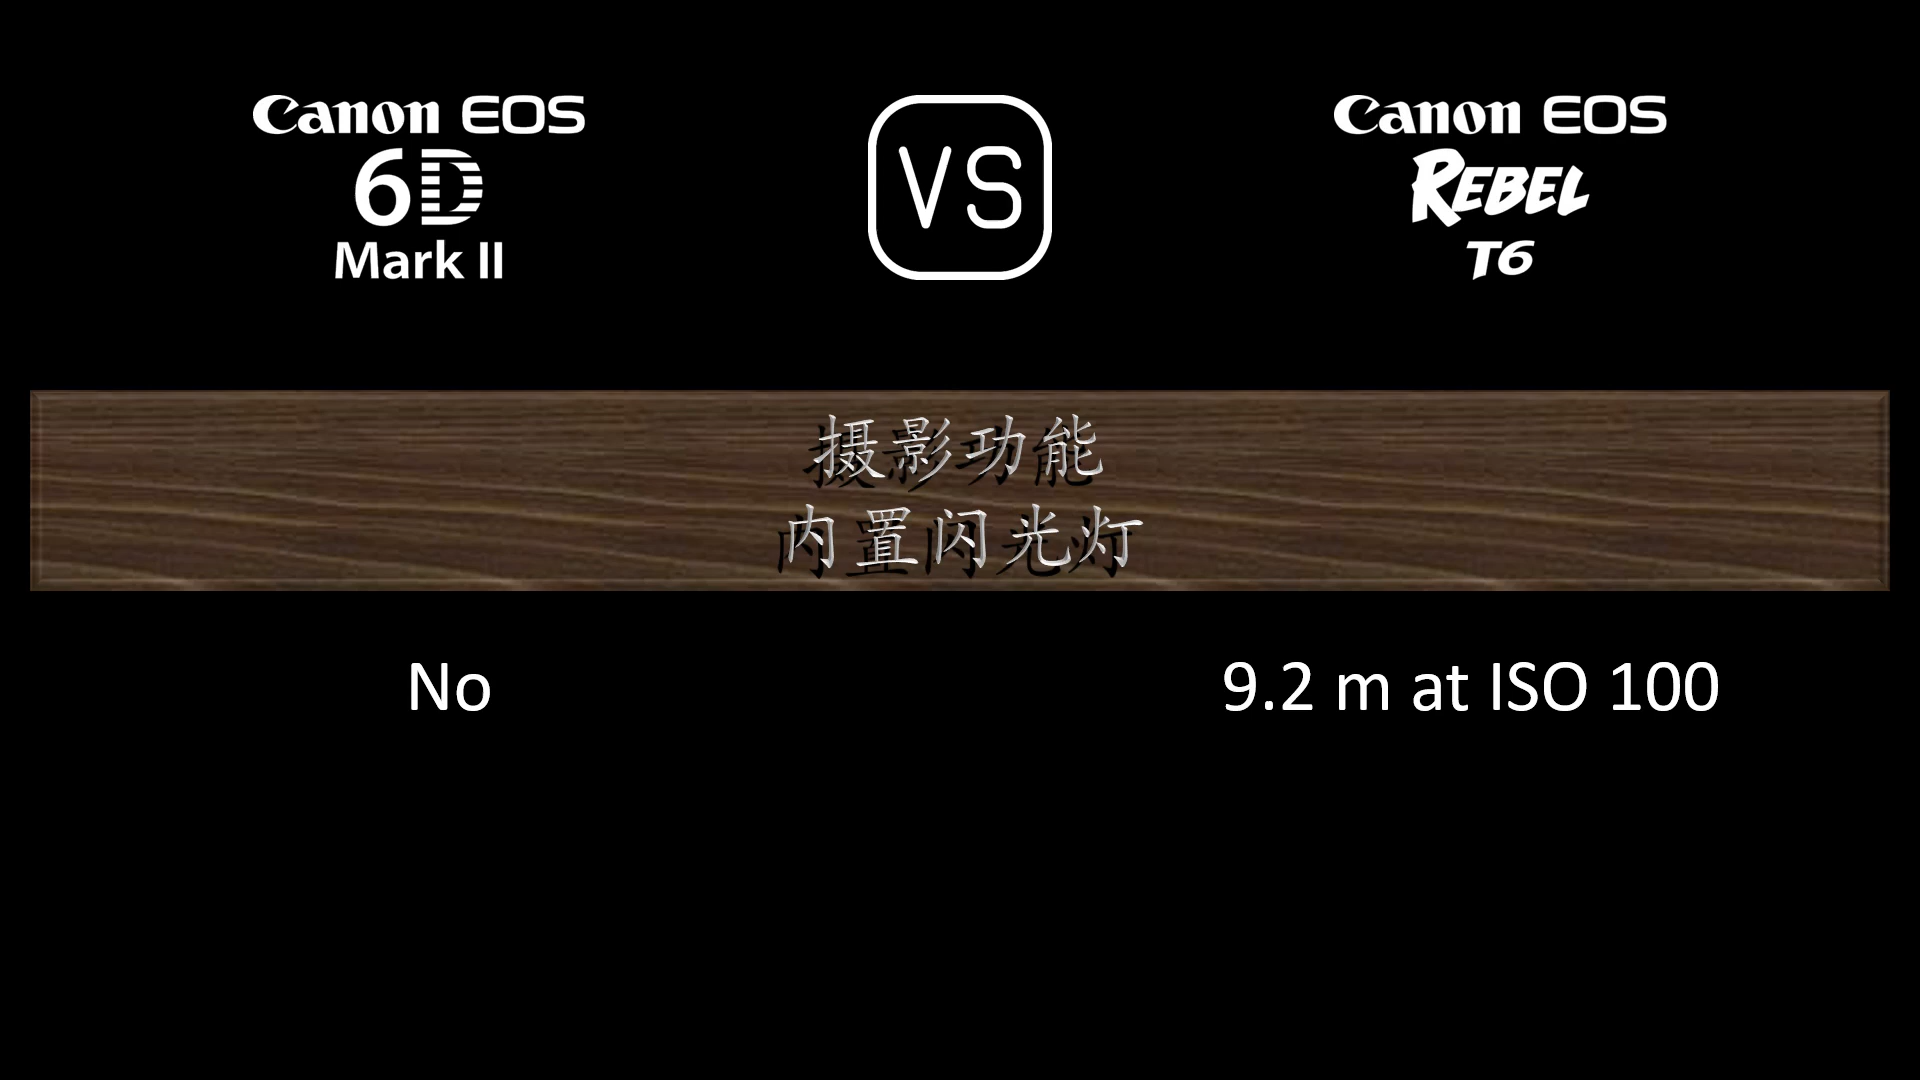 Canon EOS
6D
Mark II
VS
Canon EOS
REBEL
T6
摄影功能
内置闪光灯
No
9.2 m at ISO 100